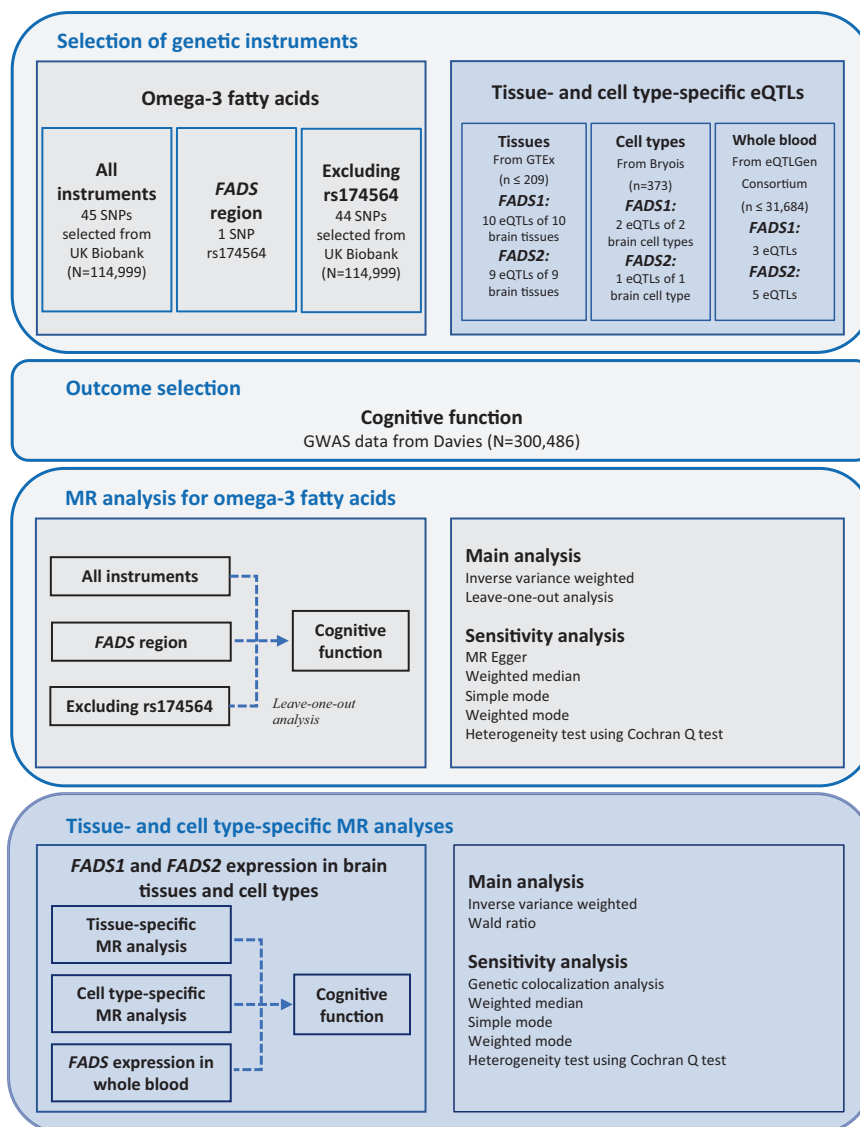 Selection of genetic instruments
Omega-3 fatty acids
All
instruments
45 SNPs
selected from
UK Biobank
(N=114,999)
FADS
region
1 SNP
rs174564
Excluding
rs174564
44 SNPs
selected from
UK Biobank
(N=114,999)
Tissue- and cell type-specific eQTLs
Tissues
From GTEx
(n ≤ 209)
FADS1:
10 eQTLs of 10
brain tissues
FADS2:
9 eQTLs of 9
brain tissues
Cell types
From Bryois
(n=373)
FADS1:
2 eQTLs of 2
brain cell types
FADS2:
1 eQTLs of 1
brain cell type
Whole blood
From eQTLGen
Consortium
(n ≤ 31,684)
FADS1:
3 eQTLs
FADS2:
5 eQTLs
Outcome selection
Cognitive function
GWAS data from Davies (N=300,486)
MR analysis for omega-3 fatty acids
All instruments
FADS region
Excluding rs174564
Cognitive
function
Leave-one-out
analysis
Main analysis
Inverse variance weighted
Leave-one-out analysis
Sensitivity analysis
MR Egger
Weighted median
Simple mode
Weighted mode
Heterogeneity test using Cochran Q test
Tissue- and cell type-specific MR analyses
FADS1 and FADS2 expression in brain
tissues and cell types
Tissue-specific
MR analysis
Cell type-specific
MR analysis
FADS expression in
whole blood
Cognitive
function
Main analysis
Inverse variance weighted
Wald ratio
Sensitivity analysis
Genetic colocalization analysis
Weighted median
Simple mode
Weighted mode
Heterogeneity test using Cochran Q test